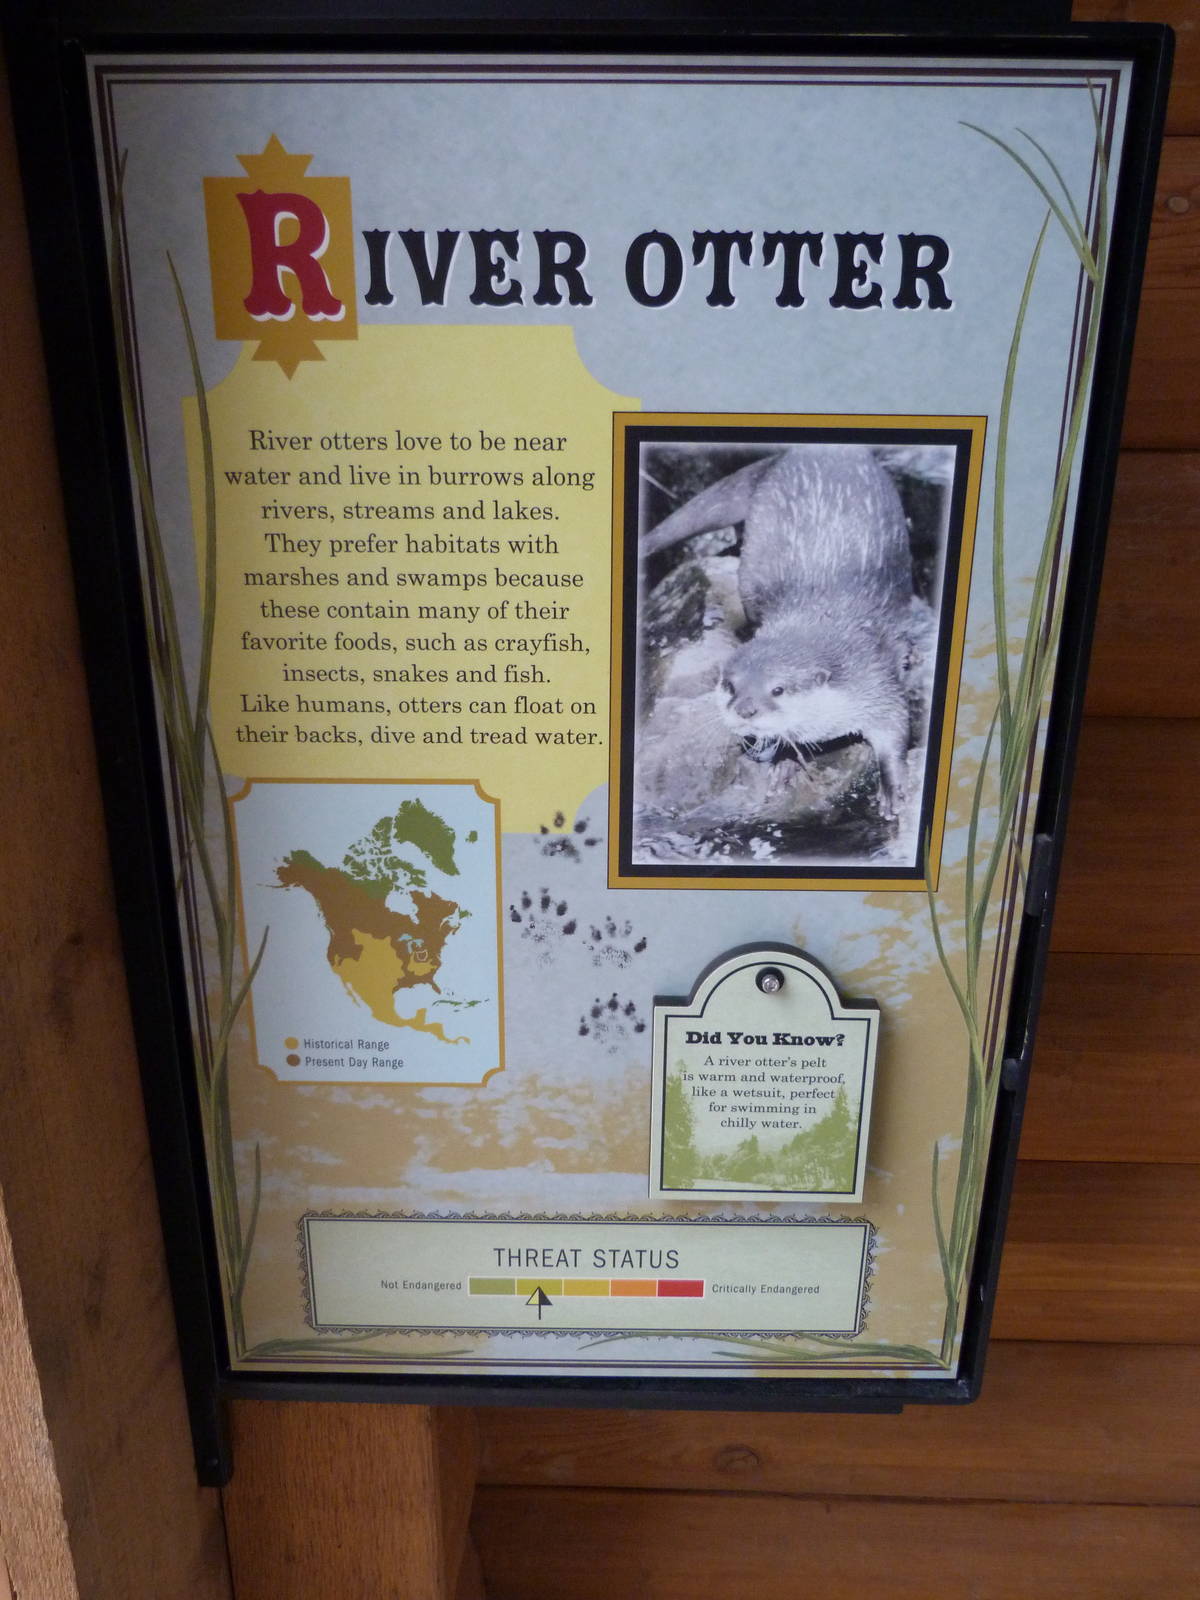 RIVER OTTER
River otters love to be near
water and live in burrows along
rivers, streams and lakes.
They prefer habitats with
marshes and swamps because
these contain many of their
favorite foods, such as crayfish,
insects, snakes and fish.
Like humans, otters can float on
their backs, dive and tread water.
Historical Range
Present Day Range
Did You Know?
A river otter's pelt
is warm and waterproof,
like a wetsuit, perfect
for swimming in
chilly water.
THREAT STATUS
Not Endangered
Critically Endangered